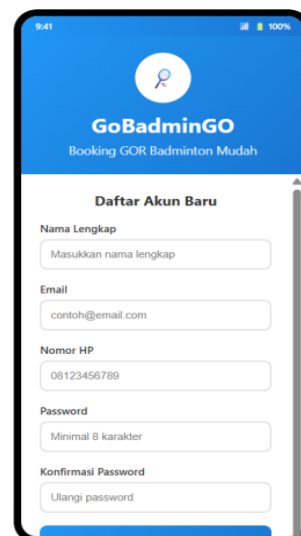 9:41 100%
GoBadminGO
Booking GOR Badminton Mudah
Daftar Akun Baru
Nama Lengkap
Masukkan nama lengkap
Email
contoh@email.com
Nomor HP
08123456789
Password
Minimal 8 karakter
Konfirmasi Password
Ulangi password